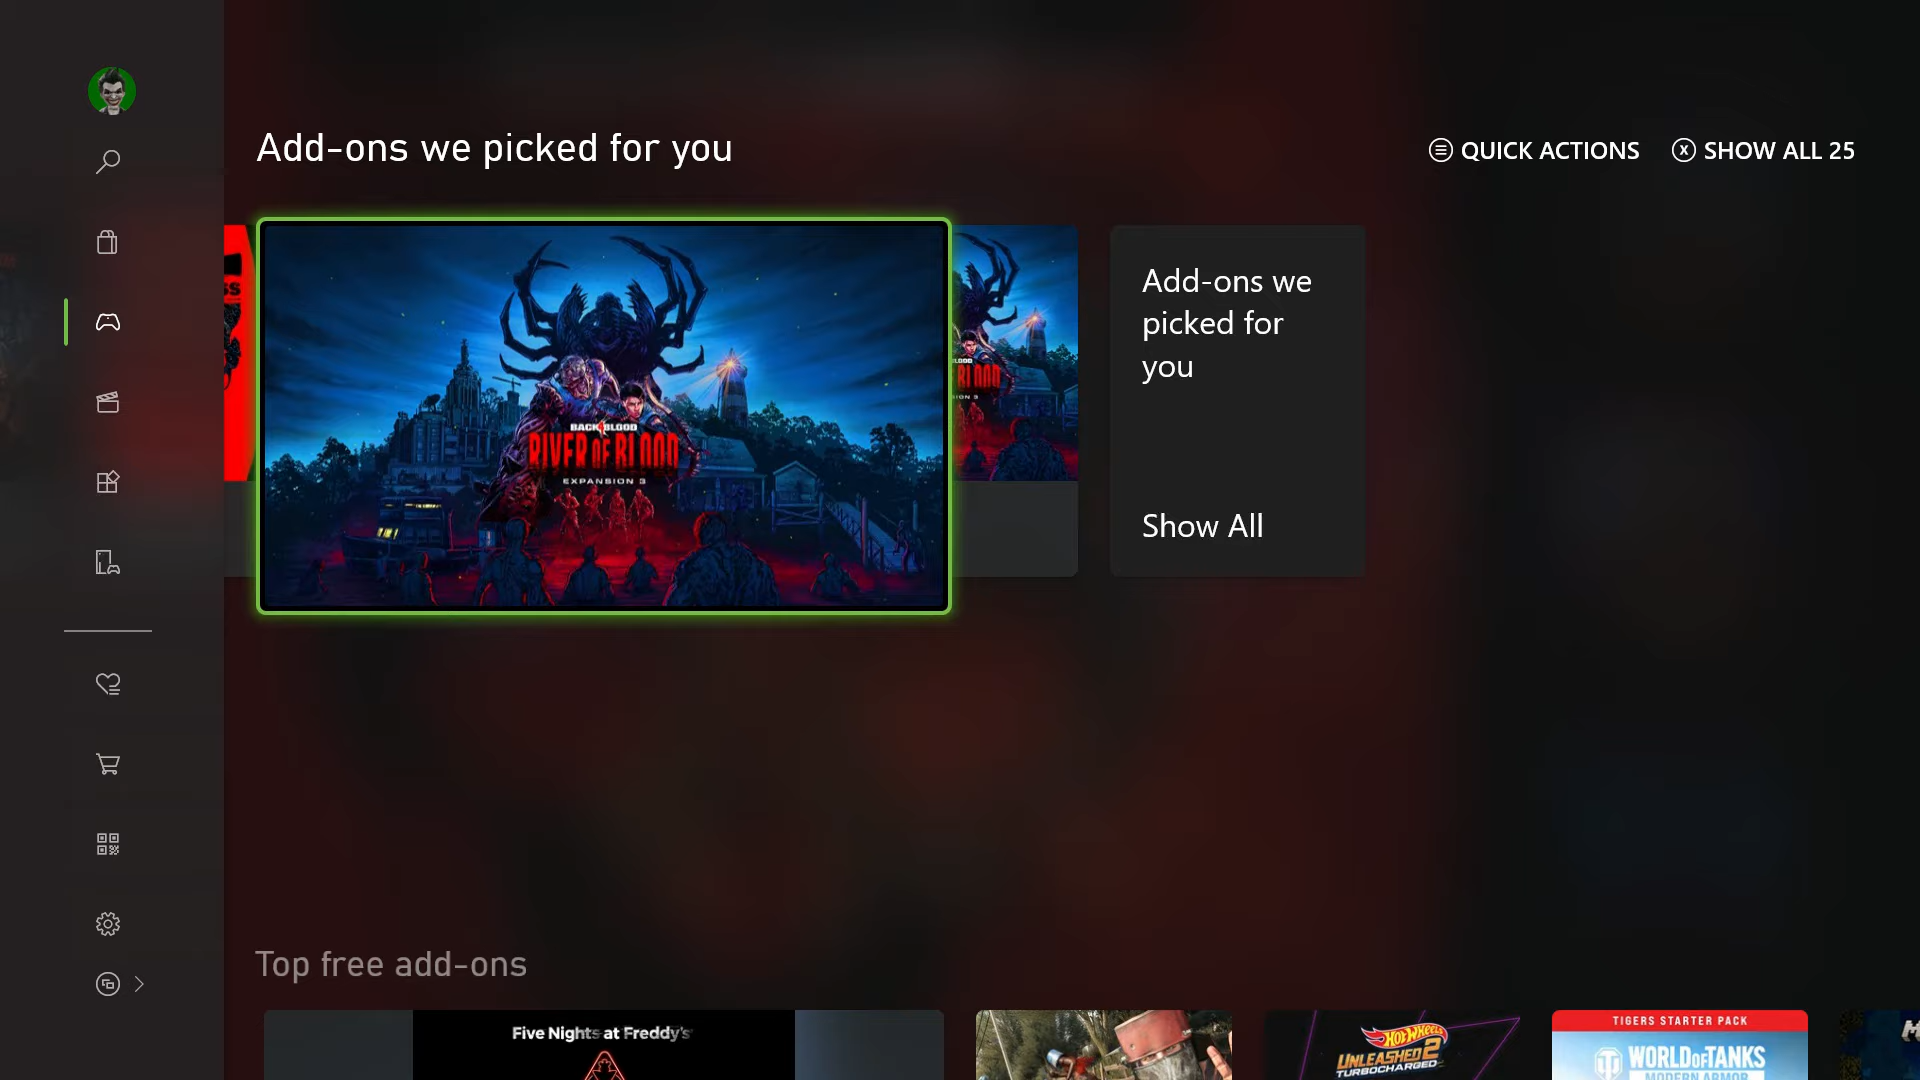 Add-ons we picked for you
QUICK ACTIONS
X SHOW ALL 25
BACK 4 BLOOD
RIVER OF BLOOD
EXPANSION 3
Add-ons we
picked for
you
Show All
Top free add-ons
Five Nights at Freddy's
HOT WHEELS
UNLEASHED 2
TURBOCHARGED
TIGERS STARTER PACK
WORLD OF TANKS
MODERN ARMOR